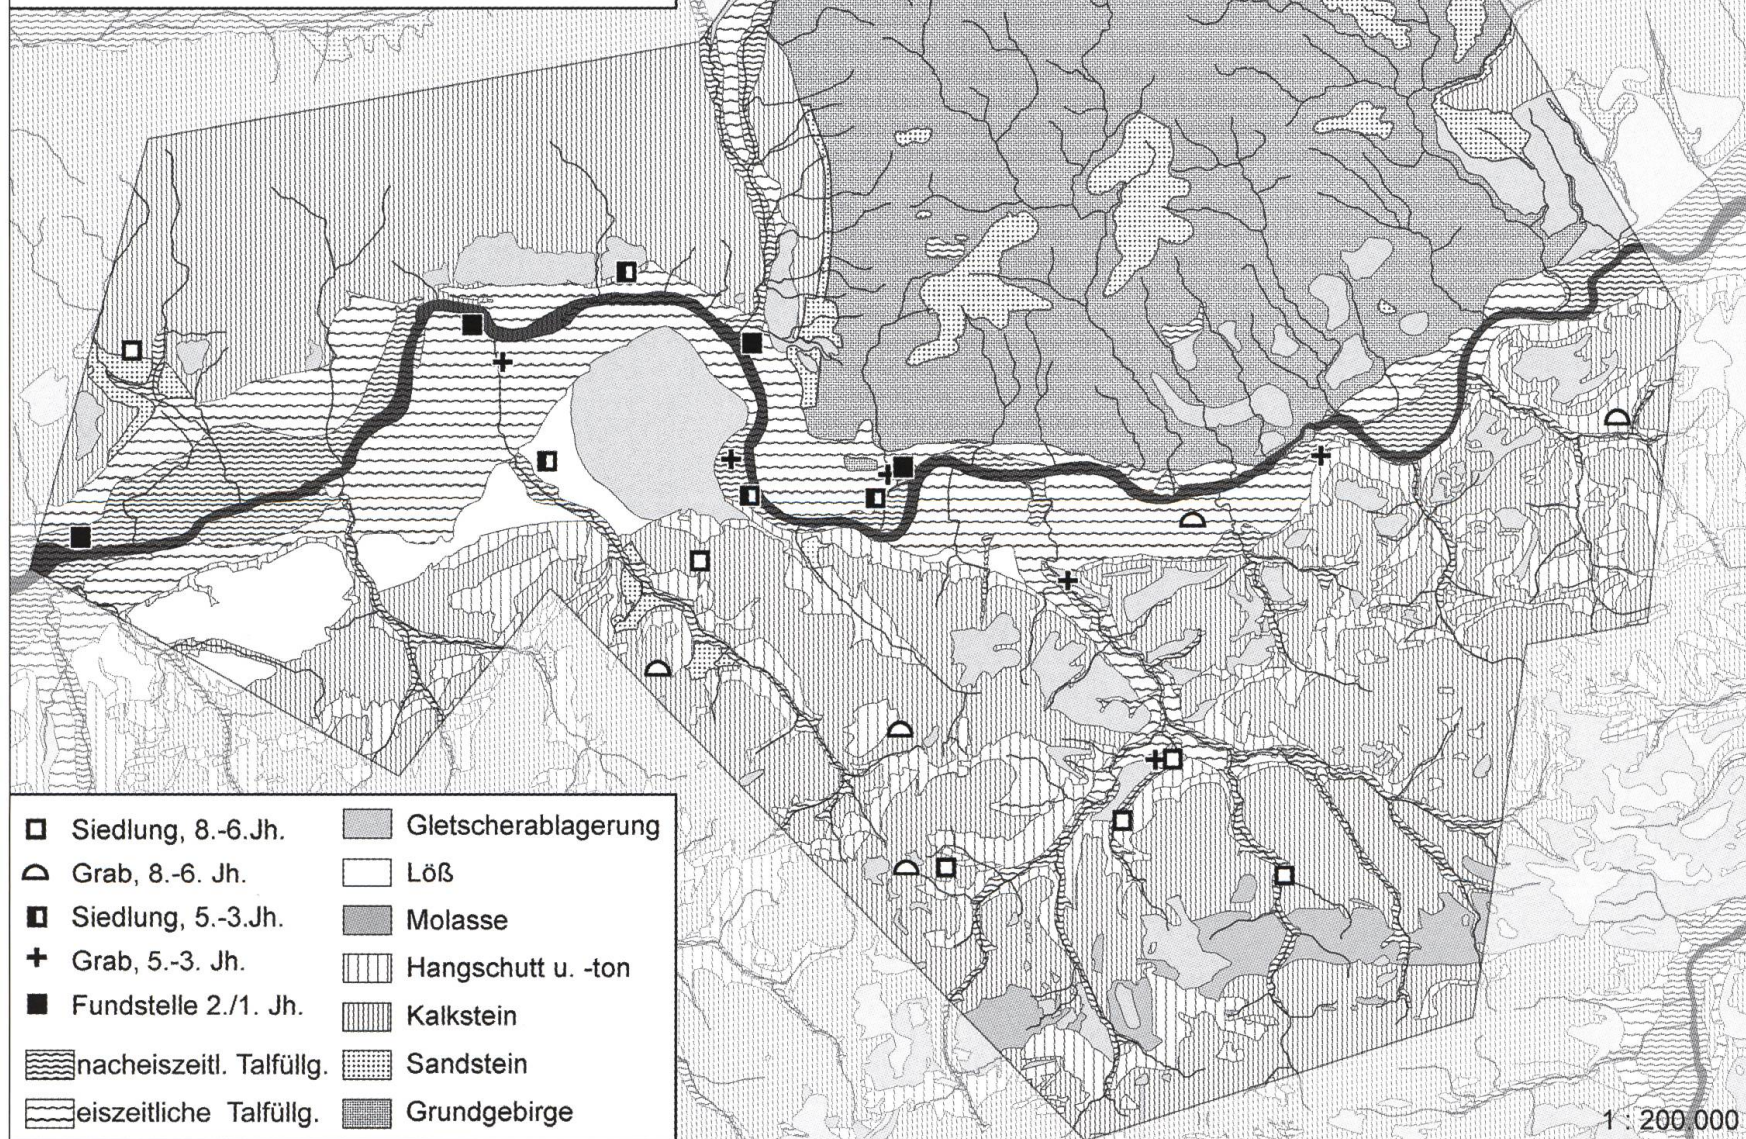 Siedlung, 8.-6.Jh.
Grab, 8.-6. Jh.
Siedlung, 5.-3.Jh.
Grab, 5.-3. Jh.
Fundstelle 2./1. Jh.
nacheiszeitl. Talfüllg.
eiszeitliche Talfüllg.
Gletscherablagerung
Löß
Molasse
Hangschutt u. -ton
Kalkstein
Sandstein
Grundgebirge
1 : 200.000